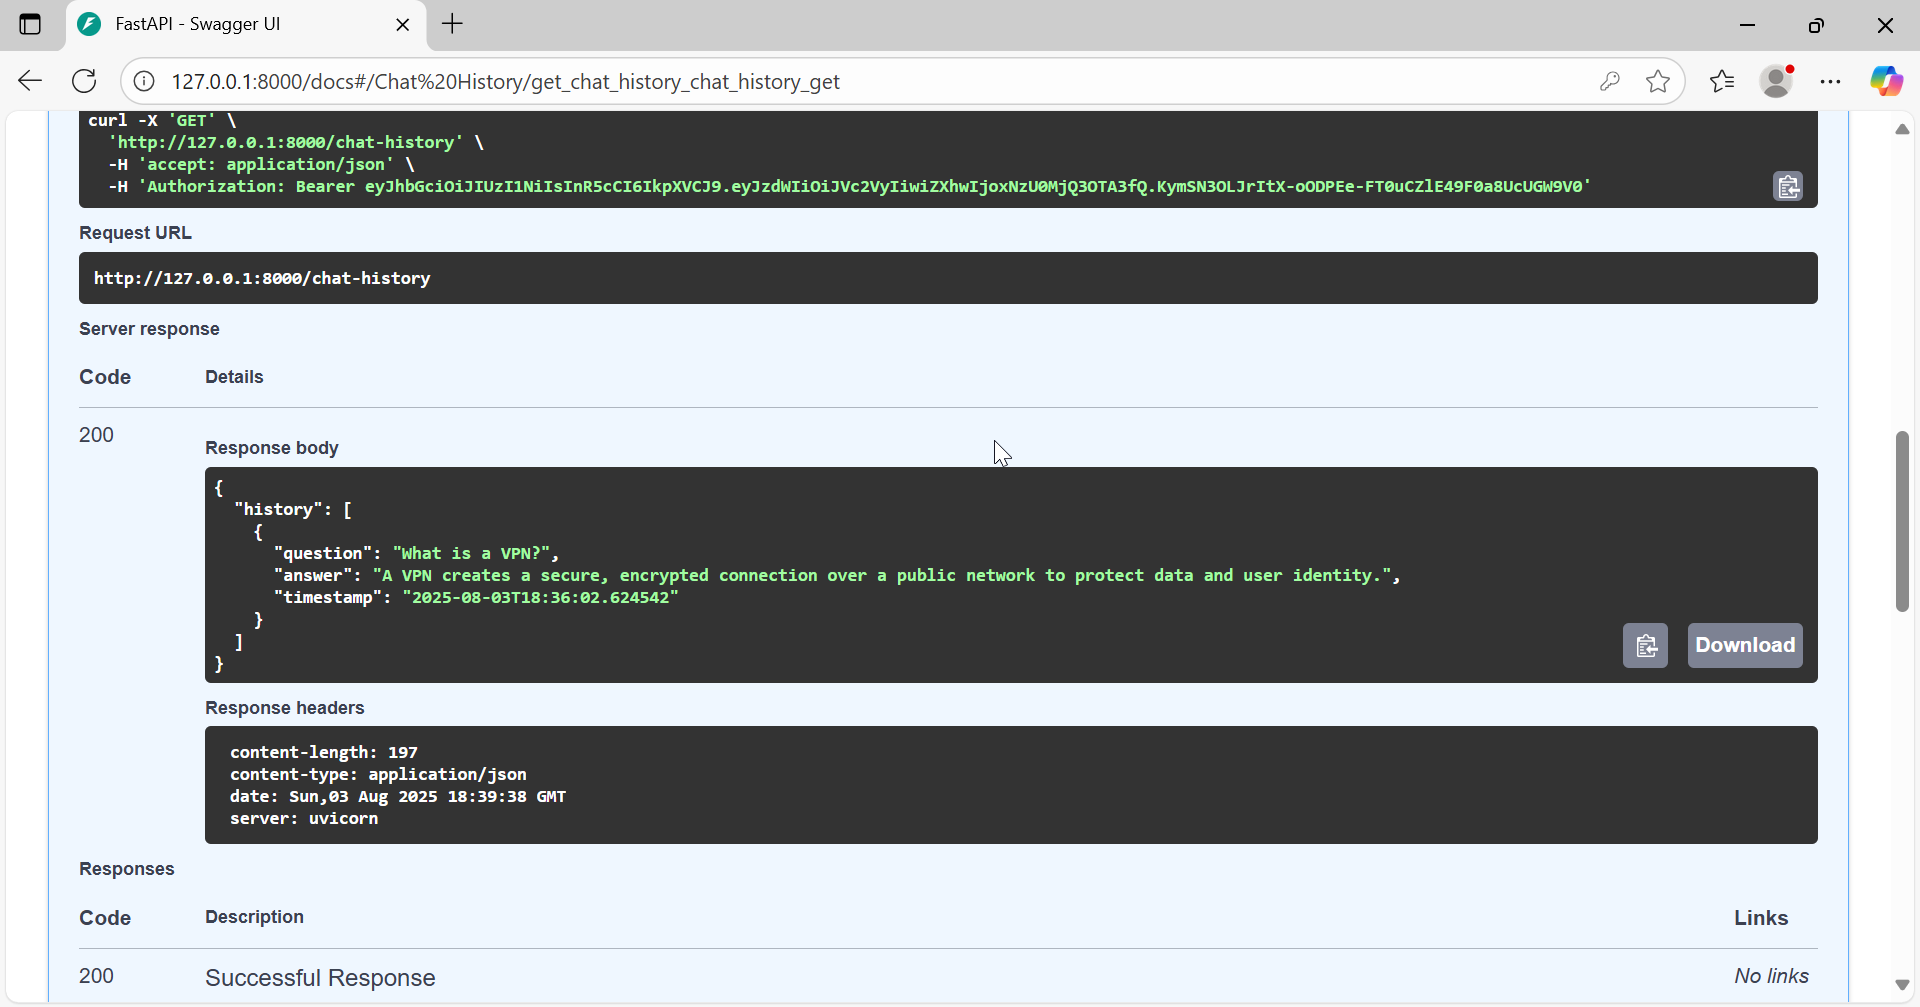 FastAPI - Swagger UI
127.0.0.1:8000/docs#/Chat%20History/get_chat_history_chat_history_get
curl -X 'GET' \
'http://127.0.0.1:8000/chat-history' \
-H 'accept: application/json' \
-H 'Authorization: Bearer eyJhbGciOiJIUzI1NiIsInR5cCI6IkpXVCJ9.eyJzdWIiOiJVc2VyIiwiZXhwIjoxNzU0MjQ3OTA3fQ.KymSN3OLJrItX-oODPEe-FT0uCZlE49F0a8UcUGW9V0'
Request URL
http://127.0.0.1:8000/chat-history
Server response
Code Details
200
Response body
{
"history": [
{
"question": "What is a VPN?",
"answer": "A VPN creates a secure, encrypted connection over a public network to protect data and user identity.",
"timestamp": "2025-08-03T18:36:02.624542"
}
]
}
Download
Response headers
content-length: 197
content-type: application/json
date: Sun,03 Aug 2025 18:39:38 GMT
server: uvicorn
Responses
Code Description Links
200 Successful Response No links